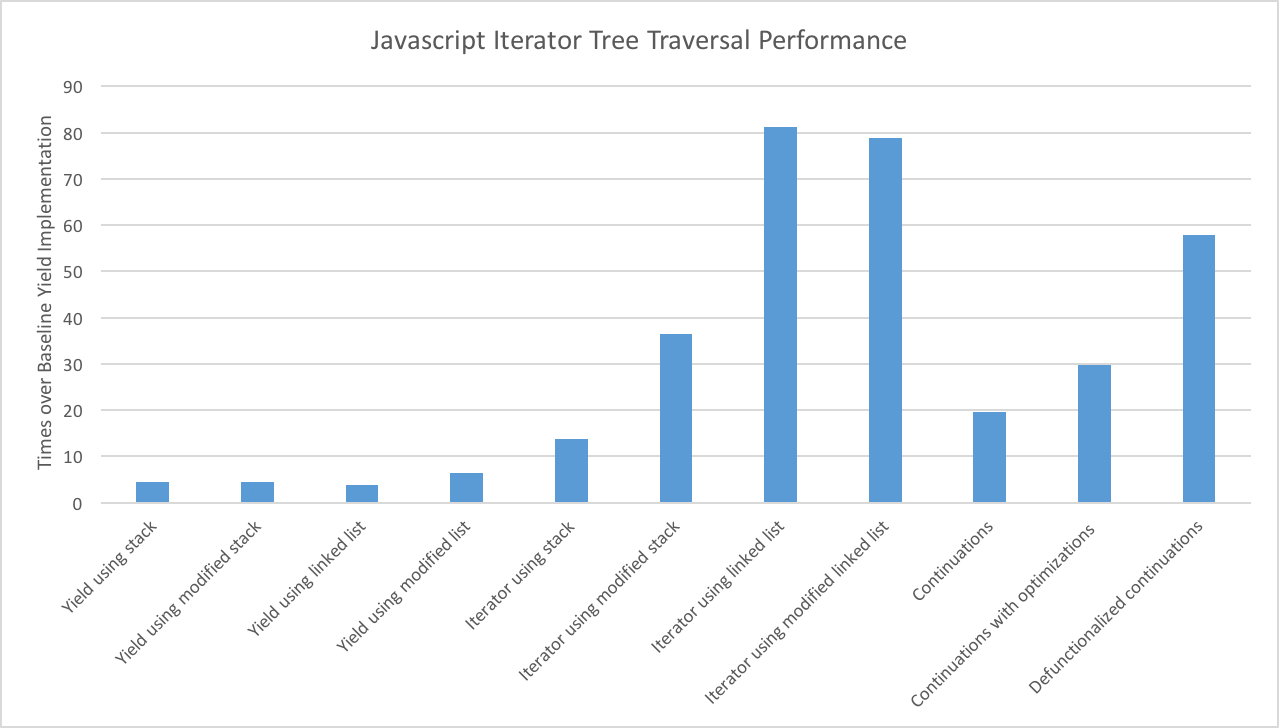 Javascript Iterator Tree Traversal Performance
Times over Baseline Yield Implementation
90
80
70
60
50
40
30
20
10
0
Yield using stack
Yield using modified stack
Yield using linked list
Yield using modified list
Iterator using stack
Iterator using modified stack
Iterator using linked list
Iterator using modified linked list
Continuations
Continuations with optimizations
Defunctionalized continuations